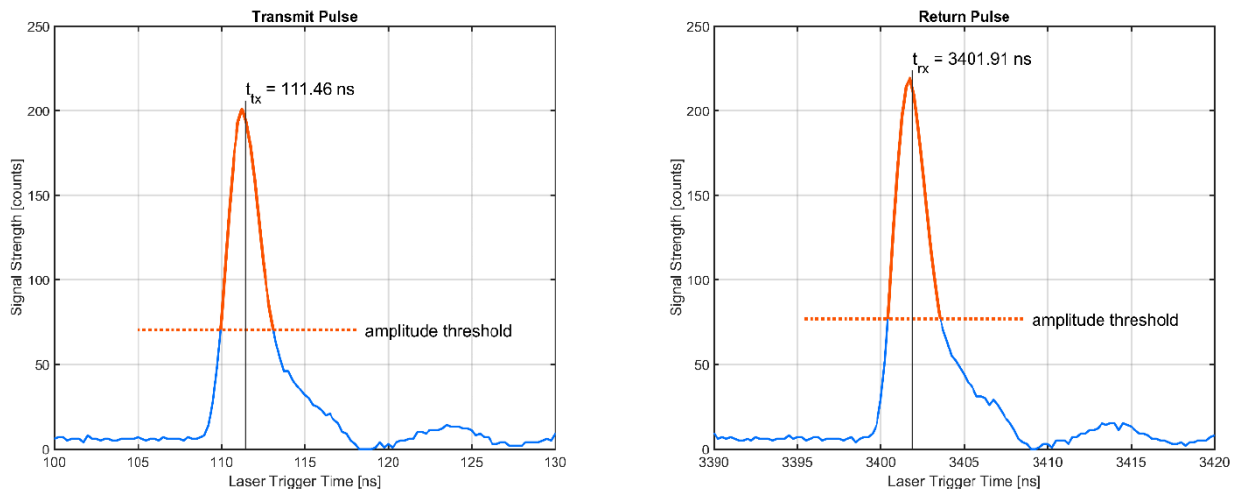 Transmit Pulse
250
200
150
100
50
0
Signal Strength [counts]
t_tx = 111.46 ns
amplitude threshold
100 105 110 115 120 125 130
Laser Trigger Time [ns]
Return Pulse
250
200
150
100
50
0
Signal Strength [counts]
t_rx = 3401.91 ns
amplitude threshold
3390 3395 3400 3405 3410 3415 3420
Laser Trigger Time [ns]